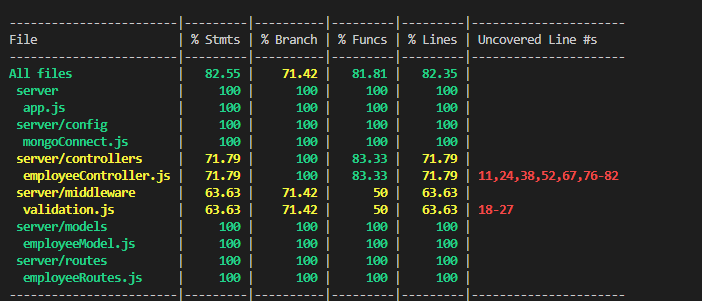 -------------------------|---------|----------|---------|---------|----------------------
File                     | % Stmts | % Branch | % Funcs | % Lines | Uncovered Line #s
-------------------------|---------|----------|---------|---------|----------------------
All files                |   82.55 |    71.42 |   81.81 |   82.35 |
 server                  |     100 |      100 |     100 |     100 |
  app.js                 |     100 |      100 |     100 |     100 |
 server/config           |     100 |      100 |     100 |     100 |
  mongoConnect.js        |     100 |      100 |     100 |     100 |
 server/controllers      |   71.79 |      100 |   83.33 |   71.79 |
  employeeController.js  |   71.79 |      100 |   83.33 |   71.79 | 11,24,38,52,67,76-82
 server/middleware       |   63.63 |    71.42 |      50 |   63.63 |
  validation.js          |   63.63 |    71.42 |      50 |   63.63 | 18-27
 server/models           |     100 |      100 |     100 |     100 |
  employeeModel.js       |     100 |      100 |     100 |     100 |
 server/routes           |     100 |      100 |     100 |     100 |
  employeeRoutes.js      |     100 |      100 |     100 |     100 |
-------------------------|---------|----------|---------|---------|----------------------